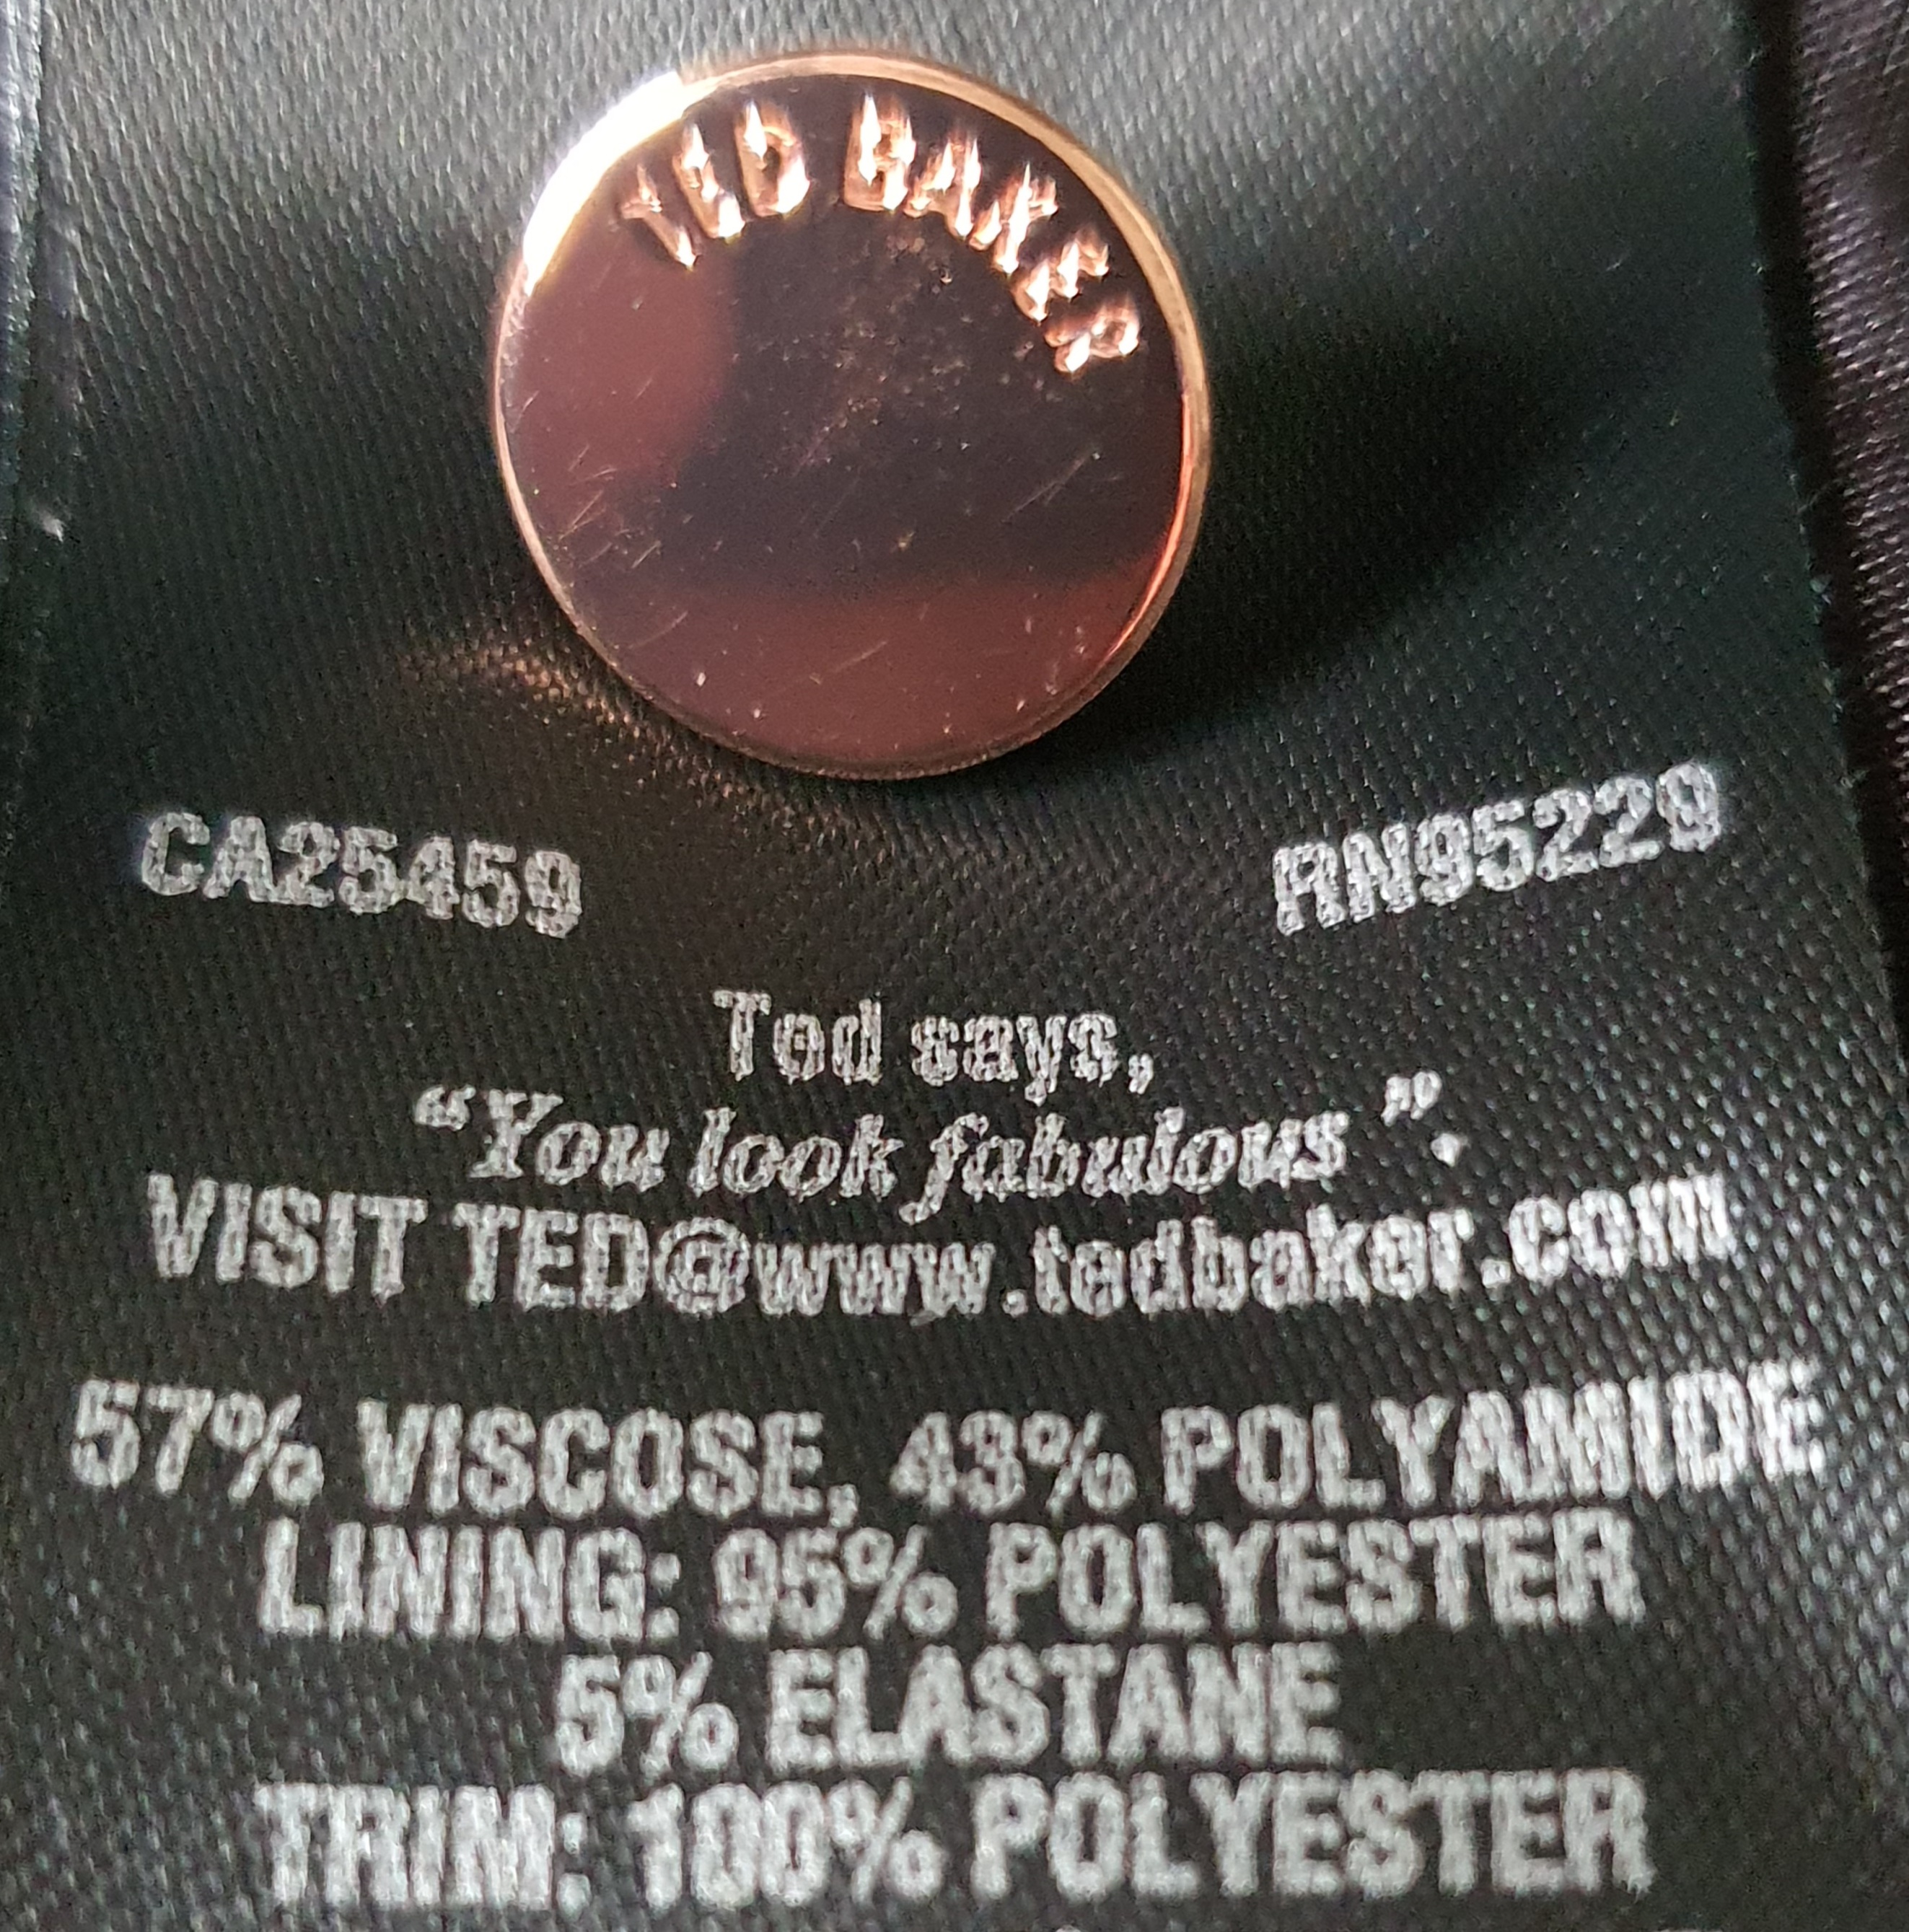 TED BAKER
CA25459 RN95229
Ted says,
“You look fabulous”.
VISIT TED@www.tedbaker.com
57% VISCOSE, 43% POLYAMIDE
LINING: 95% POLYESTER
5% ELASTANE
TRIM: 100% POLYESTER